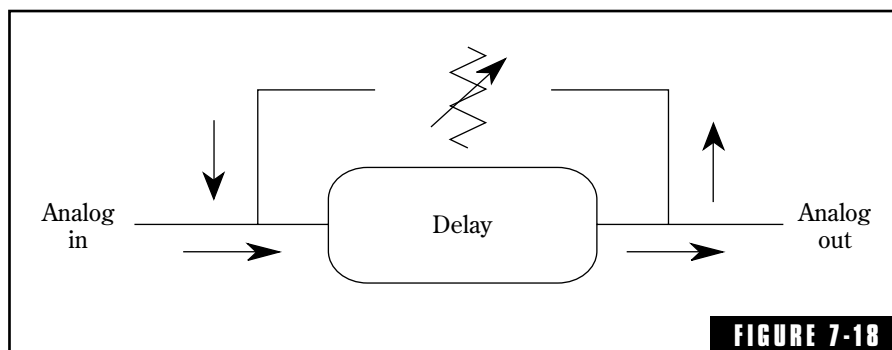 Analog
in
Delay
Analog
out
FIGURE 7-18